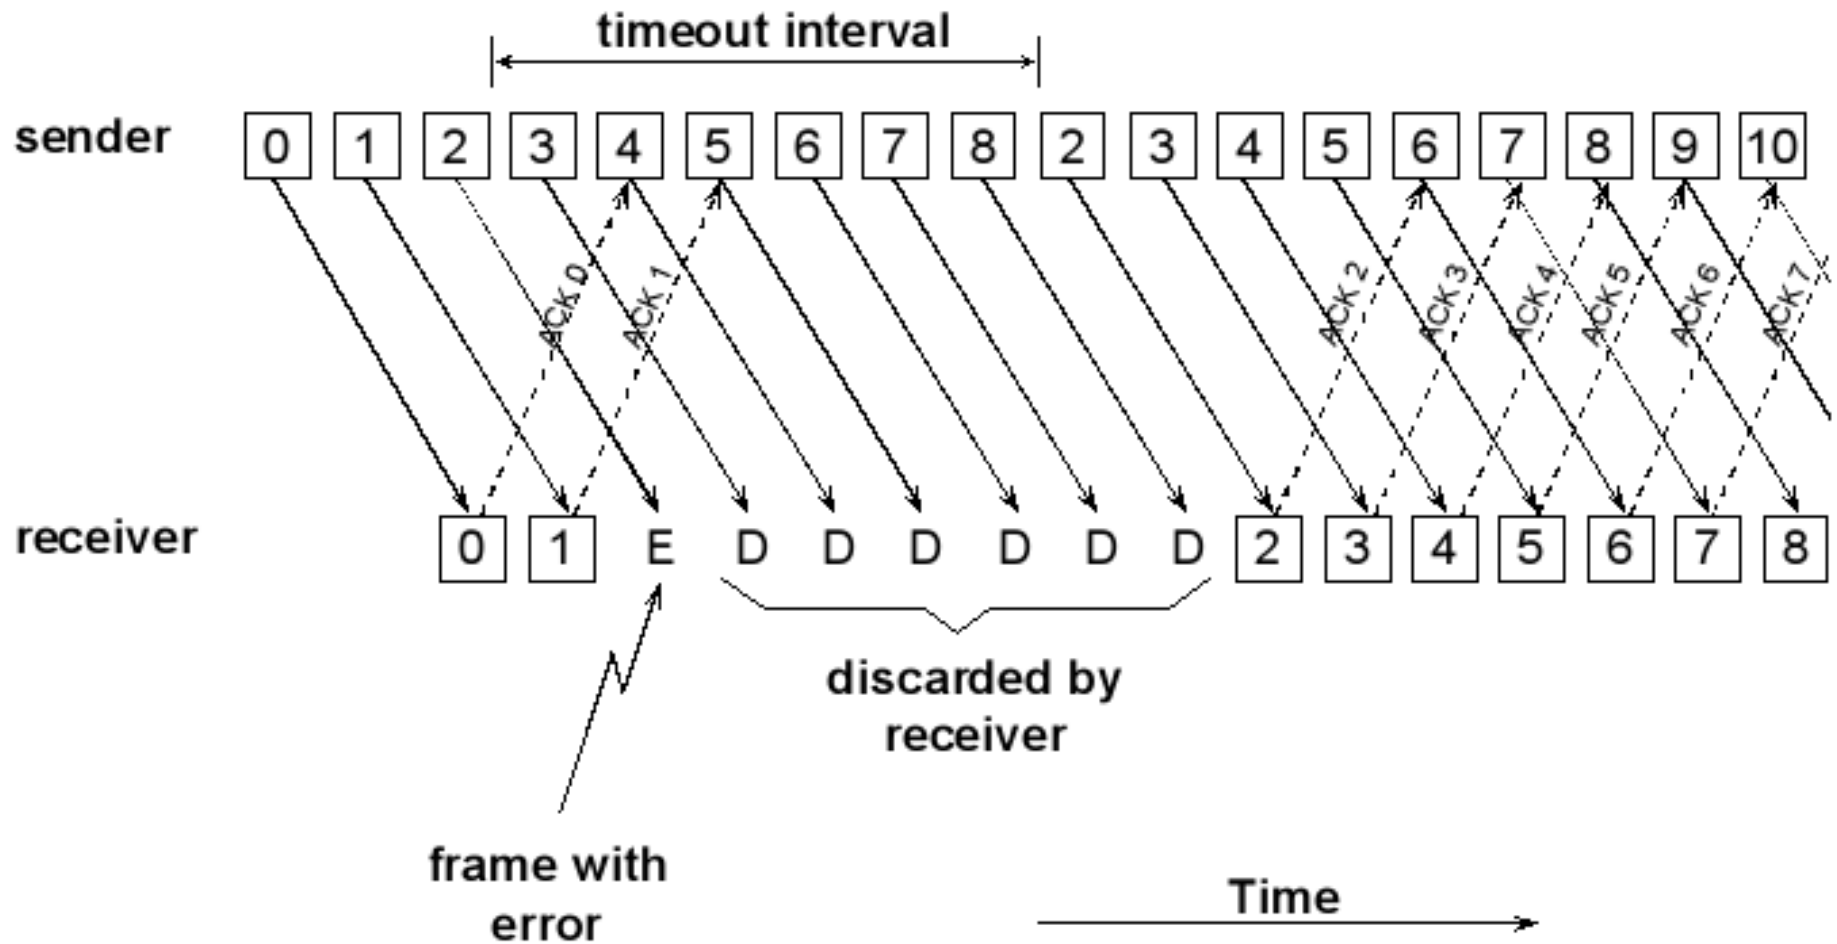 timeout interval
sender 0 1 2 3 4 5 6 7 8 2 3 4 5 6 7 8 9 10
ACK 0 ACK 1 ACK 2 ACK 3 ACK 4 ACK 5 ACK 6 ACK 7
receiver 0 1 E D D D D D D 2 3 4 5 6 7 8
discarded by
receiver
frame with
error
Time